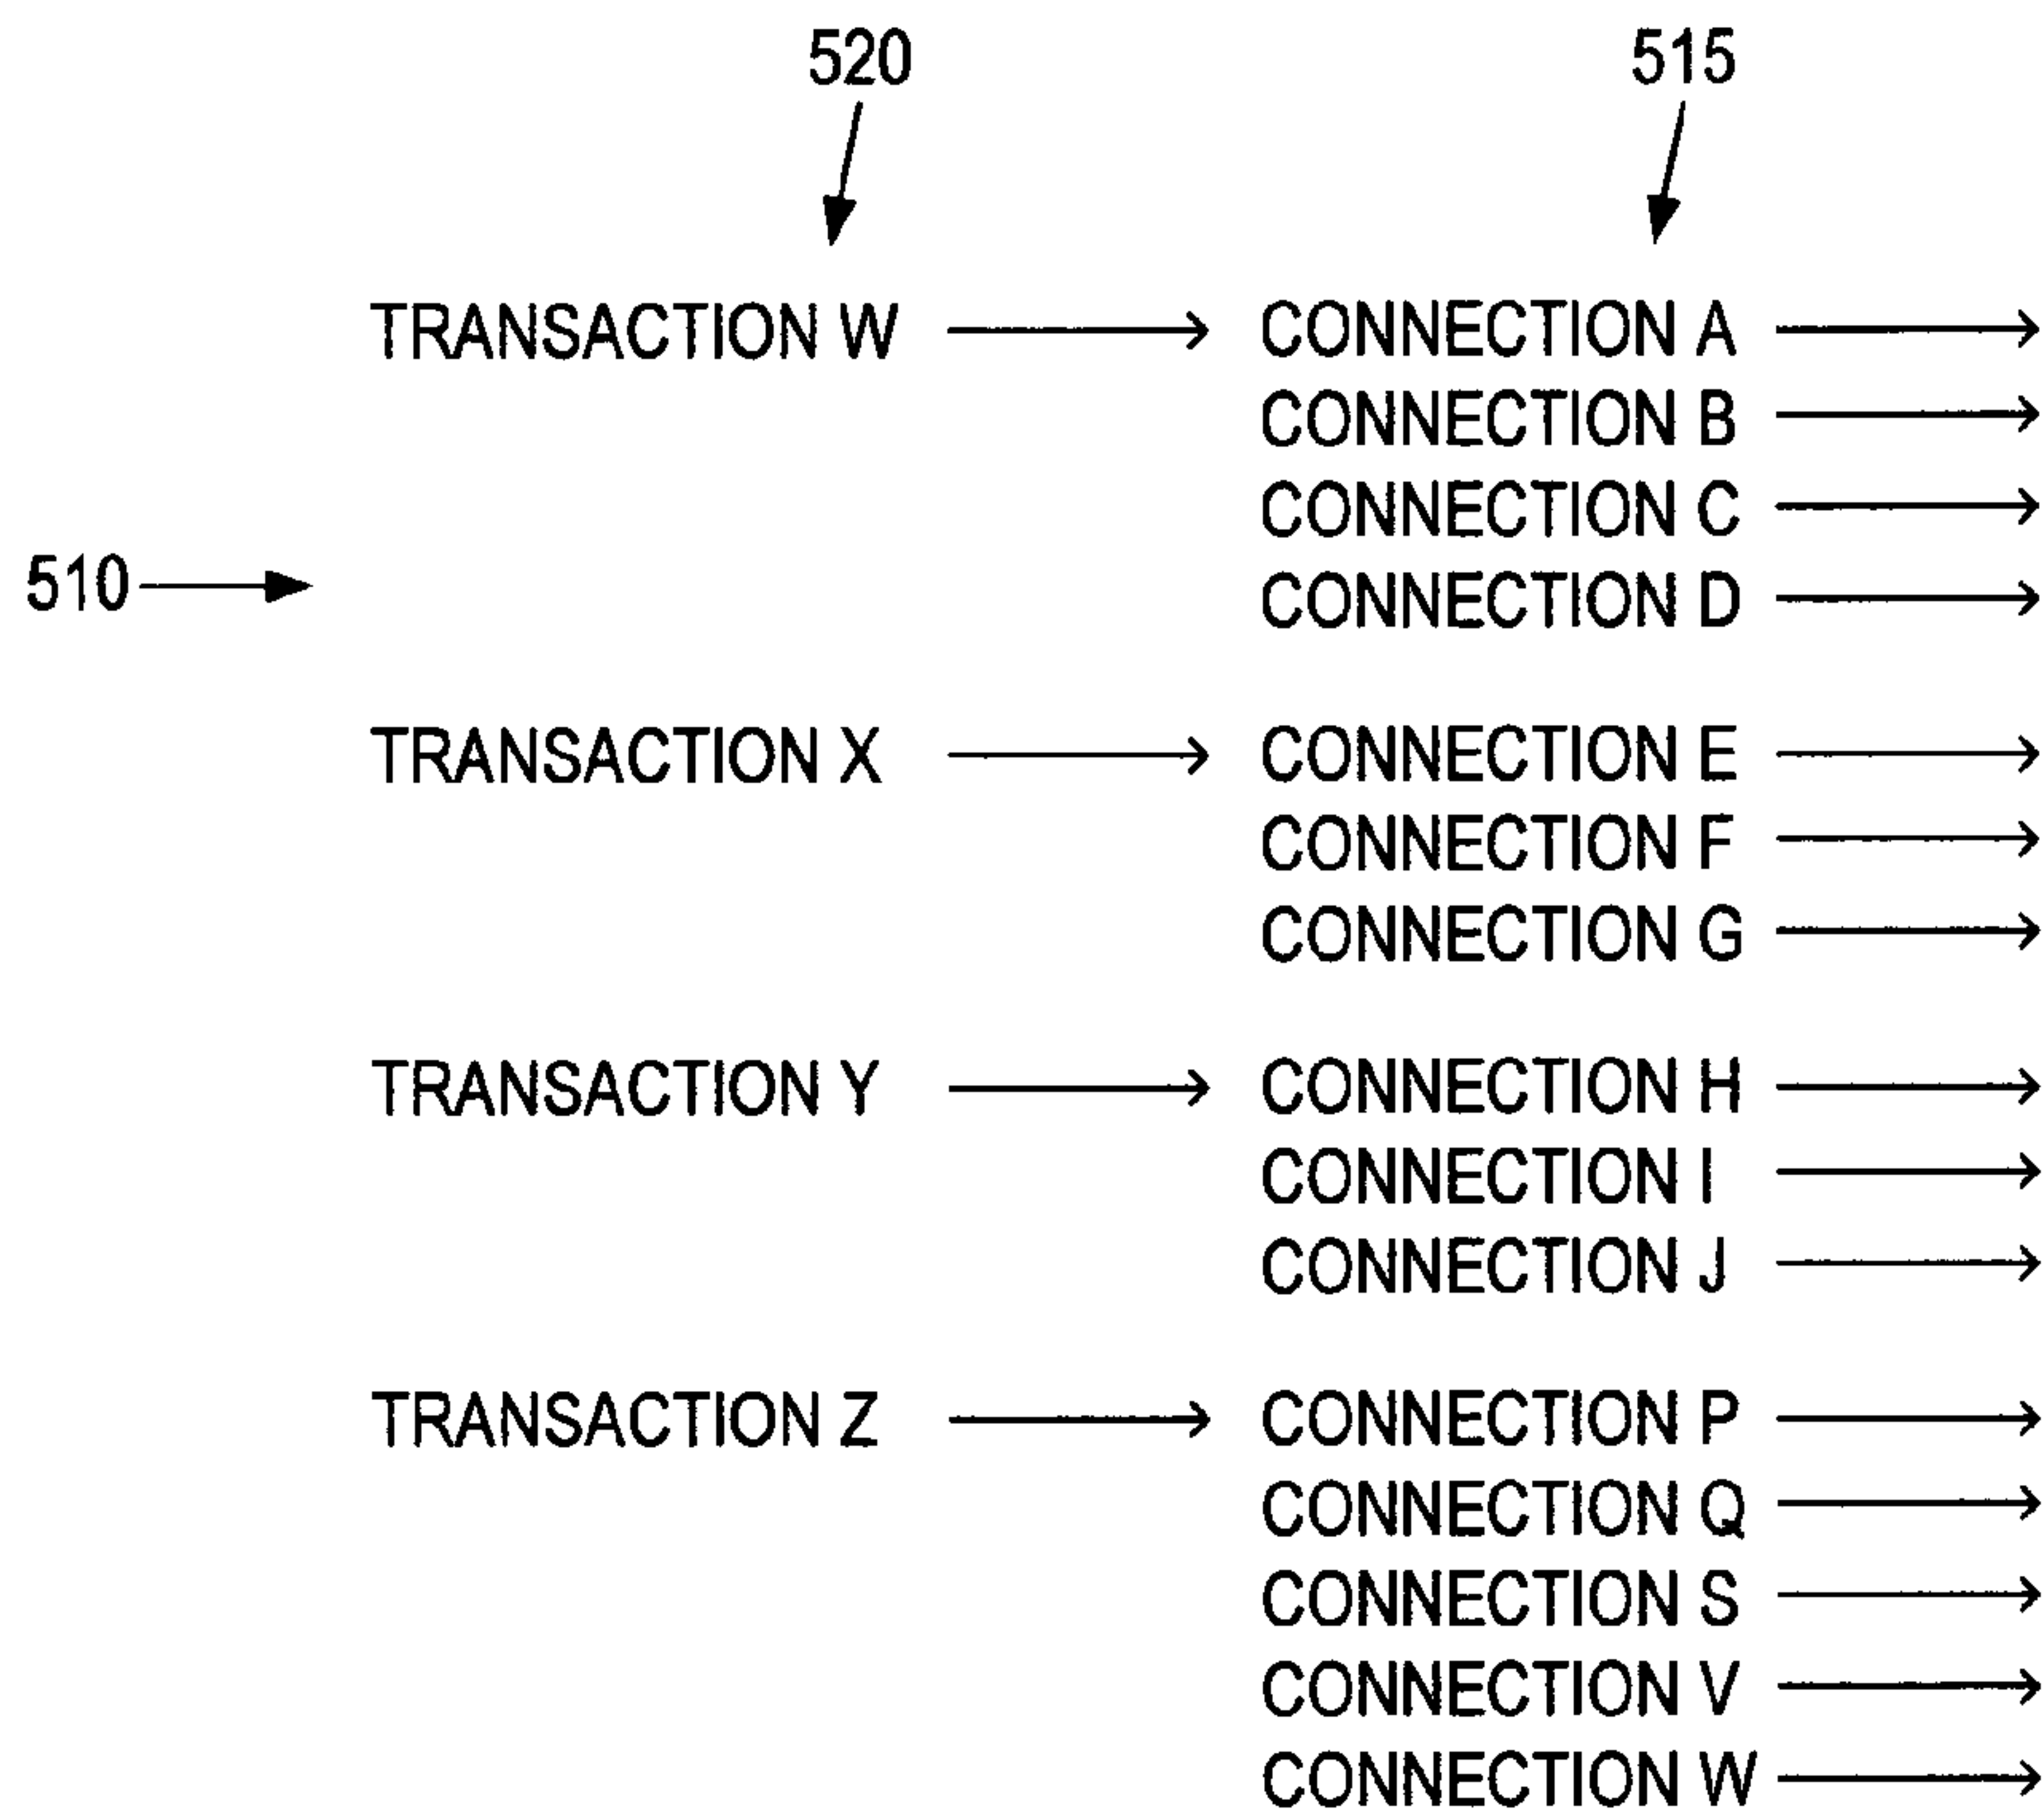 520 515
TRANSACTION W CONNECTION A
CONNECTION B
CONNECTION C
510 CONNECTION D
TRANSACTION X CONNECTION E
CONNECTION F
CONNECTION G
TRANSACTION Y CONNECTION H
CONNECTION I
CONNECTION J
TRANSACTION Z CONNECTION P
CONNECTION Q
CONNECTION S
CONNECTION V
CONNECTION W